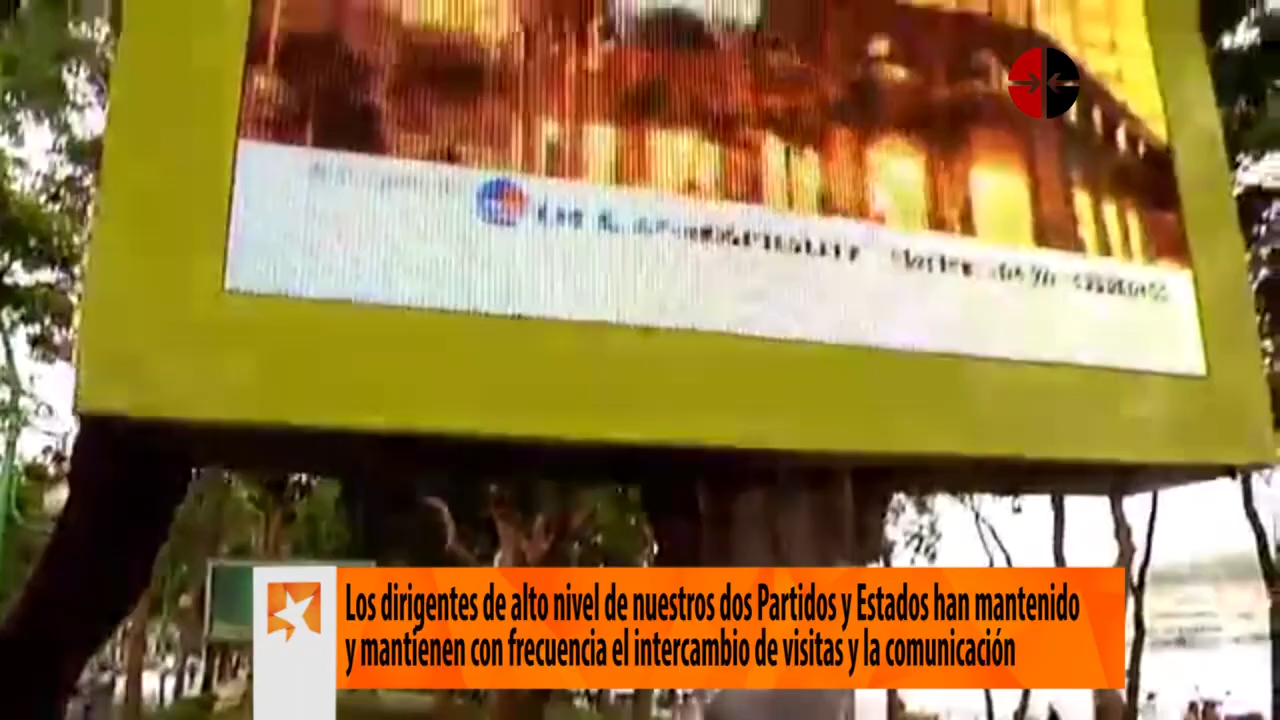 Los dirigentes de alto nivel de nuestros dos Partidos y Estados han mantenido
y mantienen con frecuencia el intercambio de visitas y la comunicación